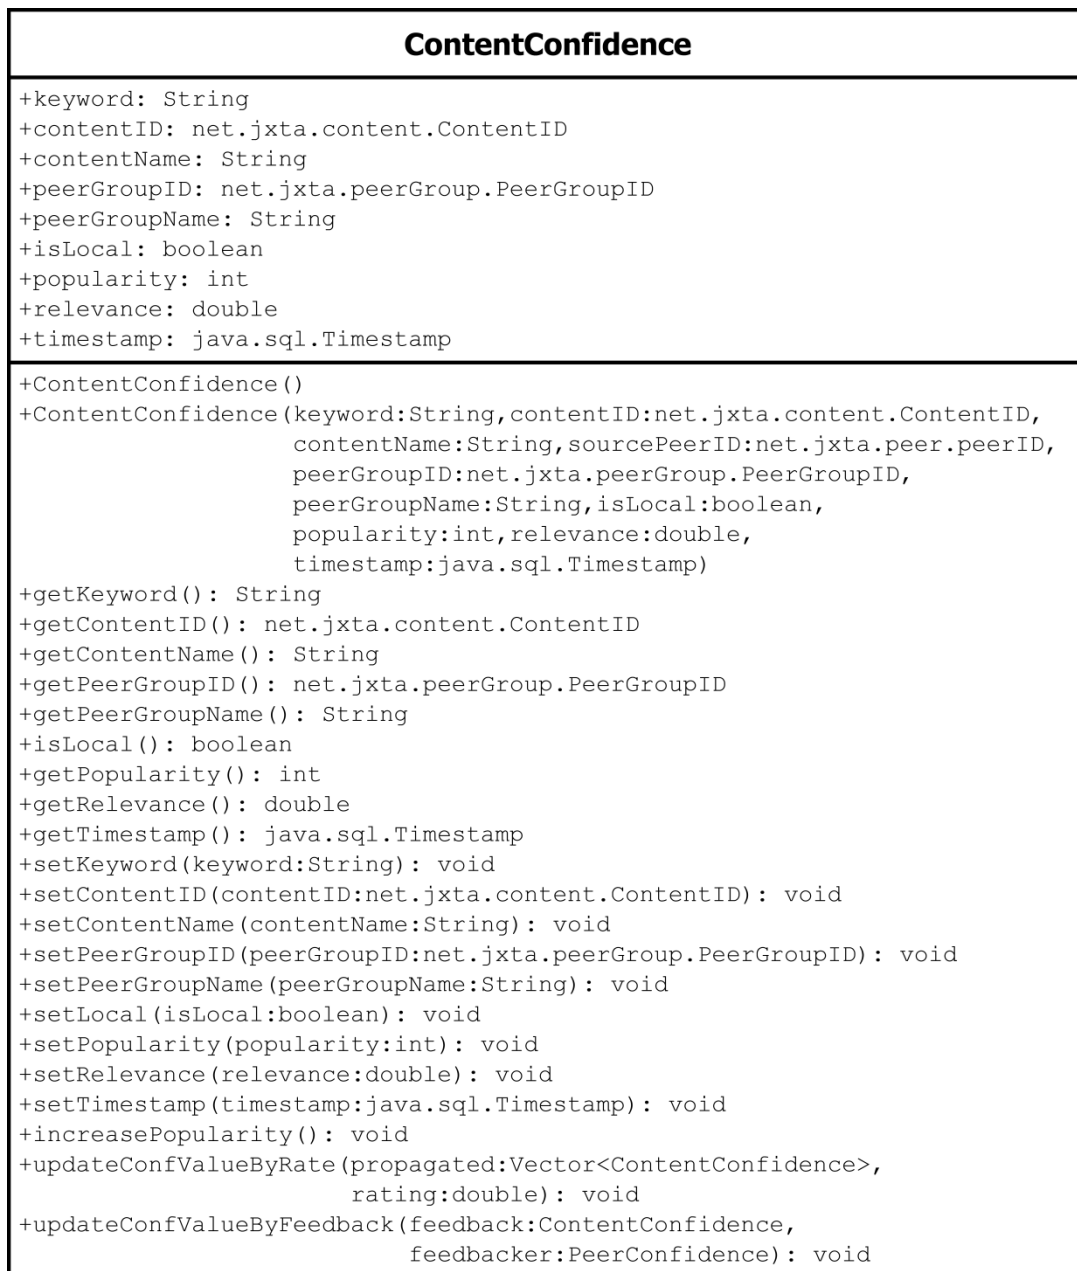 ContentConfidence
+keyword: String
+contentID: net.jxta.content.ContentID
+contentName: String
+peerGroupID: net.jxta.peerGroup.PeerGroupID
+peerGroupName: String
+isLocal: boolean
+popularity: int
+relevance: double
+timestamp: java.sql.Timestamp
+ContentConfidence()
+ContentConfidence(keyword:String,contentID:net.jxta.content.ContentID,
contentName:String,sourcePeerID:net.jxta.peer.peerID,
peerGroupID:net.jxta.peerGroup.PeerGroupID,
peerGroupName:String,isLocal:boolean,
popularity:int,relevance:double,
timestamp:java.sql.Timestamp)
+getKeyword(): String
+getContentID(): net.jxta.content.ContentID
+getContentName(): String
+getPeerGroupID(): net.jxta.peerGroup.PeerGroupID
+getPeerGroupName(): String
+isLocal(): boolean
+getPopularity(): int
+getRelevance(): double
+getTimestamp(): java.sql.Timestamp
+setKeyword(keyword:String): void
+setContentID(contentID:net.jxta.content.ContentID): void
+setContentName(contentName:String): void
+setPeerGroupID(peerGroupID:net.jxta.peerGroup.PeerGroupID): void
+setPeerGroupName(peerGroupName:String): void
+setLocal(isLocal:boolean): void
+setPopularity(popularity:int): void
+setRelevance(relevance:double): void
+setTimestamp(timestamp:java.sql.Timestamp): void
+increasePopularity(): void
+updateConfValueByRate(propagated:Vector<ContentConfidence>,
rating:double): void
+updateConfValueByFeedback(feedback:ContentConfidence,
feedbacker:PeerConfidence): void